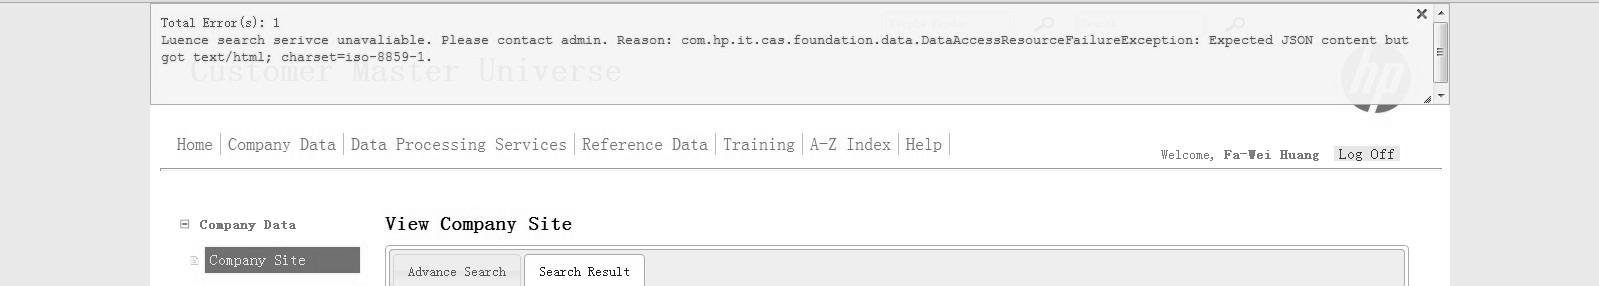 Total Error(s): 1
Luence search serivce unavaliable. Please contact admin. Reason: com.hp.it.cas.foundation.data.DataAccessResourceFailureException: Expected JSON content but
got text/html; charset=iso-8859-1.
Customer Master Universe
hp
Home Company Data Data Processing Services Reference Data Training A-Z Index Help
Welcome, Fa-Wei Huang Log Off
Company Data
View Company Site
Company Site
Advance Search Search Result